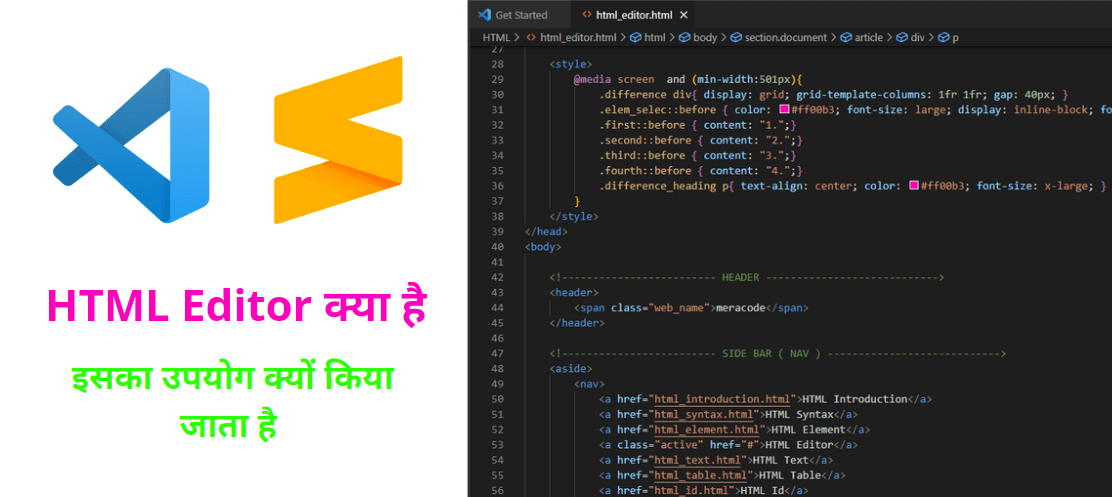 HTML Editor क्या है
इसका उपयोग क्यों किया
जाता है
Get Started
html_editor.html
HTML > html_editor.html > html > body > section.document > article > div > p
27
28 <style>
29 @media screen  and (min-width:501px){
30 .difference div{ display: grid; grid-template-columns: 1fr 1fr; gap: 40px; }
31 .elem_selec::before { color: #ff00b3; font-size: large; display: inline-block; fo
32 .first::before { content: "1.";}
33 .second::before { content: "2.";}
34 .third::before { content: "3.";}
35 .fourth::before { content: "4.";}
36 .difference_heading p{ text-align: center; color: #ff00b3; font-size: x-large; }
37 }
38 </style>
39 </head>
40 <body>
41
42 <!------------------------- HEADER ---------------------------->
43 <header>
44 <span class="web_name">meracode</span>
45 </header>
46
47 <!------------------------- SIDE BAR ( NAV ) ---------------------------->
48 <aside>
49 <nav>
50 <a href="html_introduction.html">HTML Introduction</a>
51 <a href="html_syntax.html">HTML Syntax</a>
52 <a href="html_element.html">HTML Element</a>
53 <a class="active" href="#">HTML Editor</a>
54 <a href="html_text.html">HTML Text</a>
55 <a href="html_table.html">HTML Table</a>
56 <a href="html_id.html">HTML Id</a>